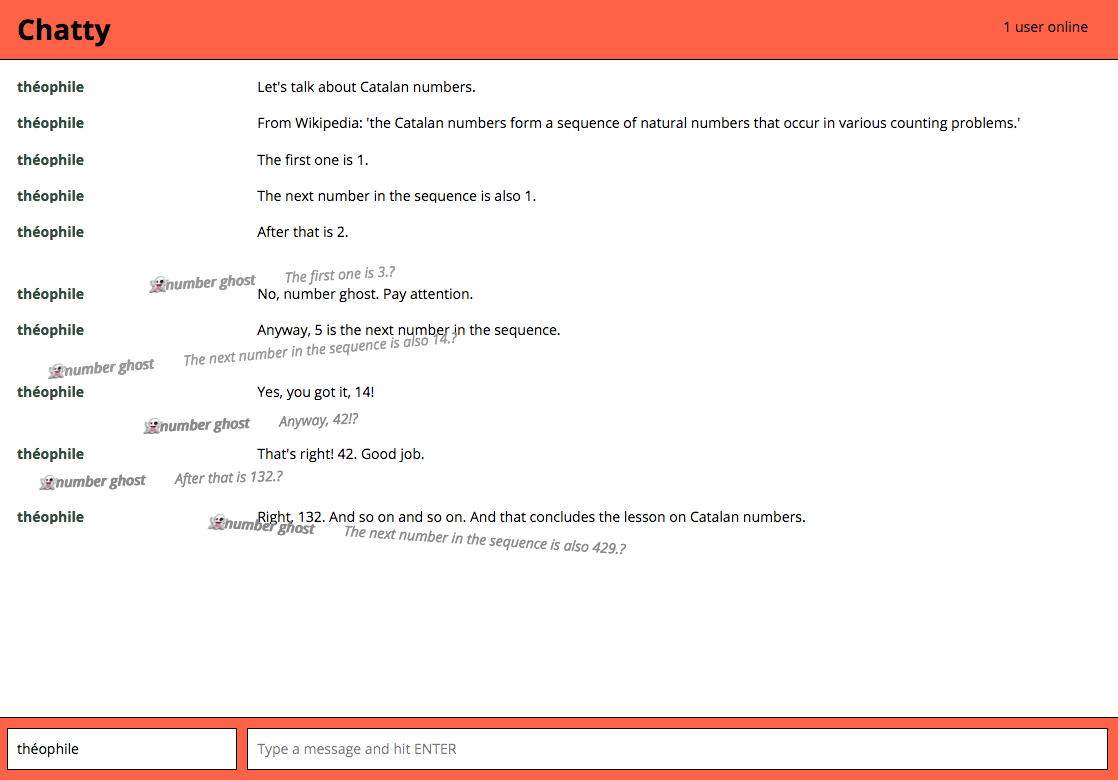 Chatty
1 user online
théophile Let's talk about Catalan numbers.
théophile From Wikipedia: 'the Catalan numbers form a sequence of natural numbers that occur in various counting problems.'
théophile The first one is 1.
théophile The next number in the sequence is also 1.
théophile After that is 2.
👻number ghost The first one is 3.?
théophile No, number ghost. Pay attention.
théophile Anyway, 5 is the next number in the sequence.
👻number ghost The next number in the sequence is also 14.?
théophile Yes, you got it, 14!
👻number ghost Anyway, 42!?
théophile That's right! 42. Good job.
👻number ghost After that is 132.?
théophile Right, 132. And so on and so on. And that concludes the lesson on Catalan numbers.
👻number ghost The next number in the sequence is also 429.?
théophile Type a message and hit ENTER